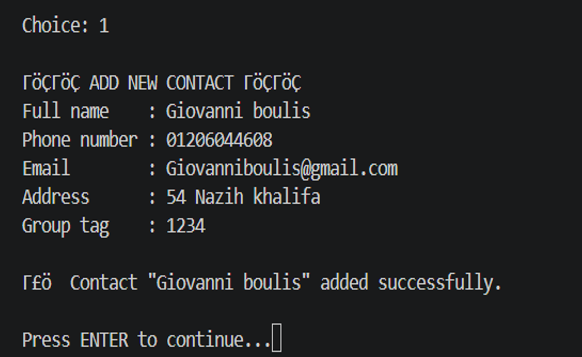 Choice: 1
ΓöÇΓöÇ ADD NEW CONTACT ΓöÇΓöÇ
Full name : Giovanni boulis
Phone number : 01206044608
Email : Giovanniboulis@gmail.com
Address : 54 Nazih khalifa
Group tag : 1234
Γ£ö Contact "Giovanni boulis" added successfully.
Press ENTER to continue...